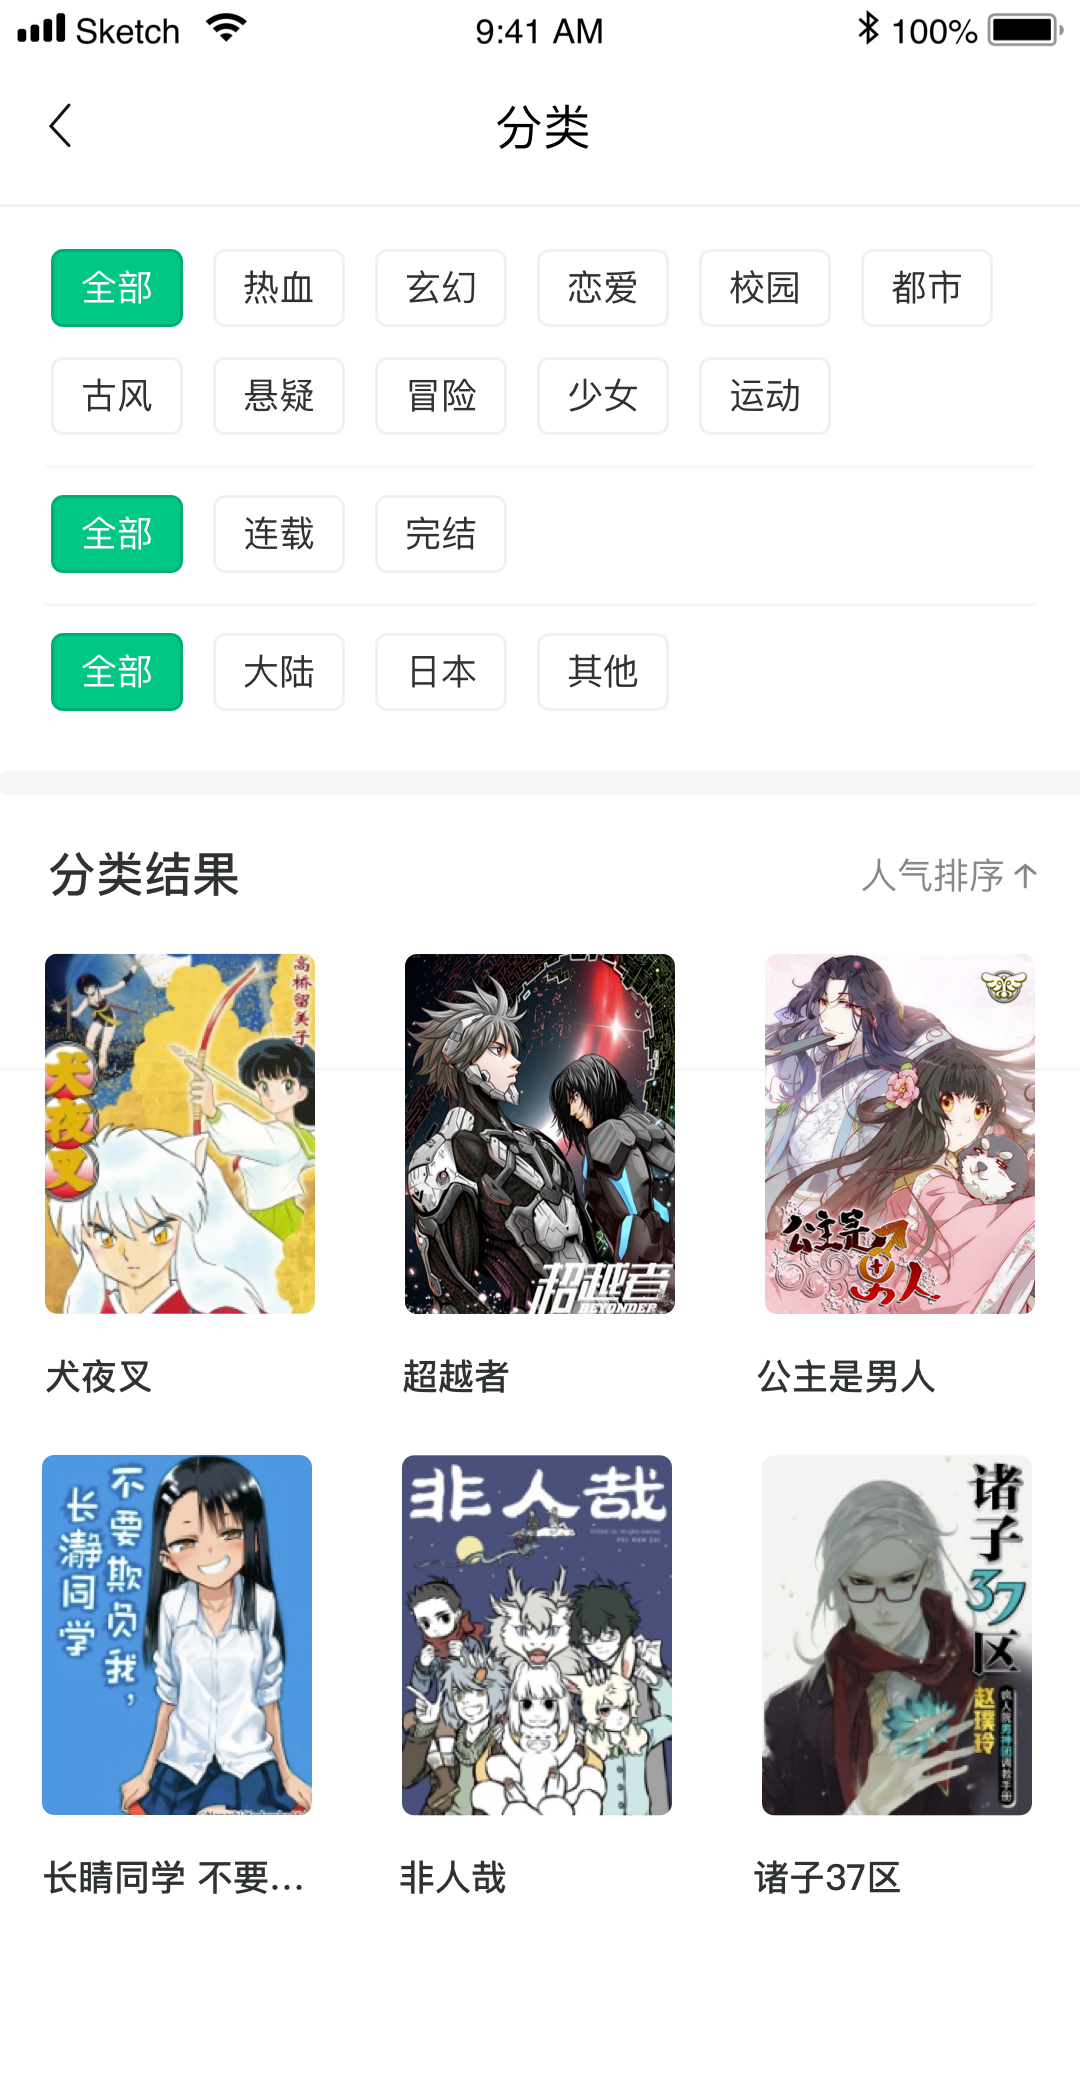 Sketch 9:41 AM 100%
分类
全部 热血 玄幻 恋爱 校园 都市
古风 悬疑 冒险 少女 运动
全部 连载 完结
全部 大陆 日本 其他
分类结果 人气排序
高桥留美子
犬夜叉
超越者
BEYONDER
公主是男人
犬夜叉 超越者 公主是男人
不要欺负我，
长瀞同学
非人哉
诸子37区
赵璞玲
长睛同学 不要... 非人哉 诸子37区